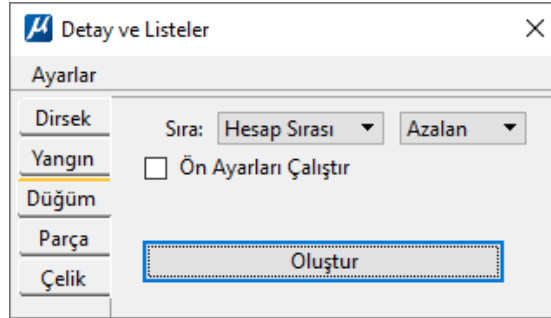 Detay ve Listeler
Ayarlar
Dirsek
Yangın
Düğüm
Parça
Çelik
Sıra: Hesap Sırası Azalan
Ön Ayarları Çalıştır
Oluştur